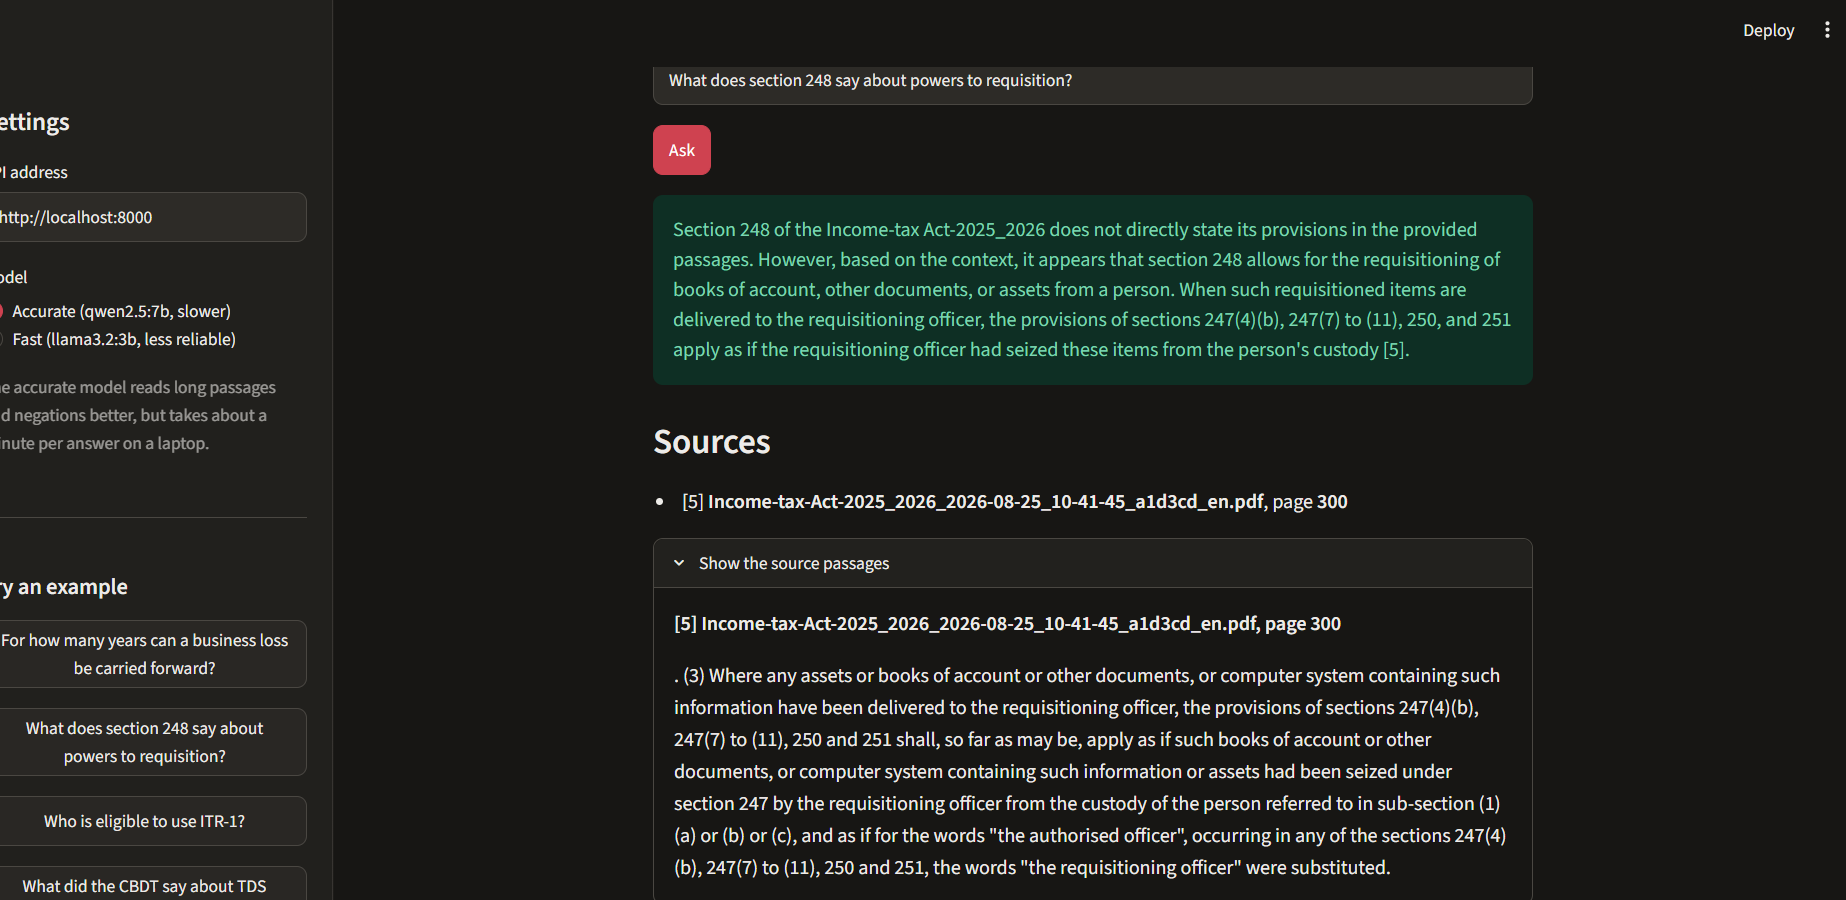 Deploy
ettings
PI address
http://localhost:8000
odel
Accurate (qwen2.5:7b, slower)
Fast (llama3.2:3b, less reliable)
e accurate model reads long passages
d negations better, but takes about a
inute per answer on a laptop.
ry an example
For how many years can a business loss
be carried forward?
What does section 248 say about
powers to requisition?
Who is eligible to use ITR-1?
What did the CBDT say about TDS
What does section 248 say about powers to requisition?
Ask
Section 248 of the Income-tax Act-2025_2026 does not directly state its provisions in the provided
passages. However, based on the context, it appears that section 248 allows for the requisitioning of
books of account, other documents, or assets from a person. When such requisitioned items are
delivered to the requisitioning officer, the provisions of sections 247(4)(b), 247(7) to (11), 250, and 251
apply as if the requisitioning officer had seized these items from the person's custody [5].
Sources
• [5] Income-tax-Act-2025_2026_2026-08-25_10-41-45_a1d3cd_en.pdf, page 300
Show the source passages
[5] Income-tax-Act-2025_2026_2026-08-25_10-41-45_a1d3cd_en.pdf, page 300
. (3) Where any assets or books of account or other documents, or computer system containing such
information have been delivered to the requisitioning officer, the provisions of sections 247(4)(b),
247(7) to (11), 250 and 251 shall, so far as may be, apply as if such books of account or other
documents, or computer system containing such information or assets had been seized under
section 247 by the requisitioning officer from the custody of the person referred to in sub-section (1)
(a) or (b) or (c), and as if for the words "the authorised officer", occurring in any of the sections 247(4)
(b), 247(7) to (11), 250 and 251, the words "the requisitioning officer" were substituted.